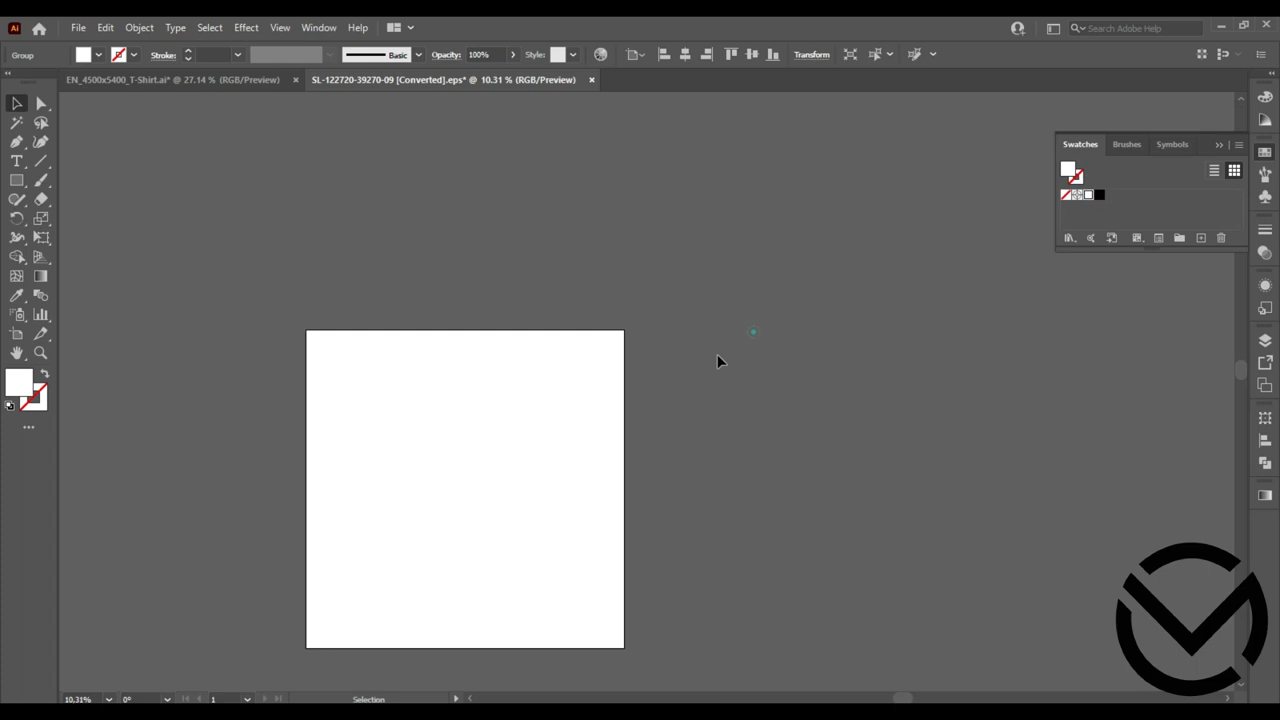 Ai File Edit Object Type Select Effect View Window Help Search Adobe Help
Group Stroke: Basic Opacity: 100% Style: Transform
EN_4500x5400_T-Shirt.ai* @ 27.14 % (RGB/Preview) SL-122720-39270-09 [Converted].eps* @ 10.31 % (RGB/Preview)
Swatches Brushes Symbols
10.31% 0° 1 Selection